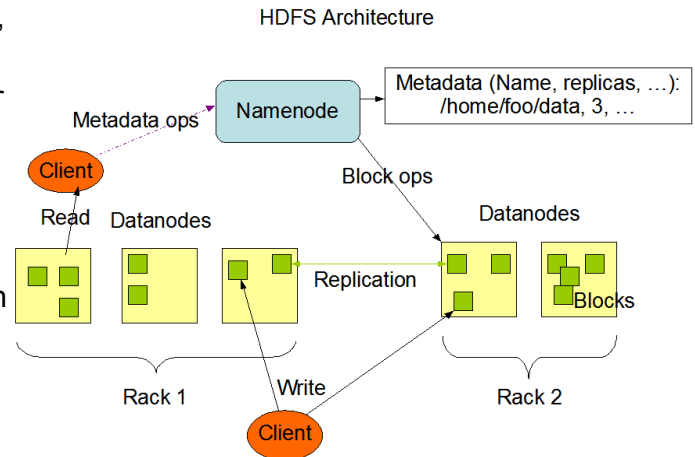 HDFS Architecture
Metadata (Name, replicas, …):
/home/foo/data, 3, …
Namenode
Metadata ops
Client
Block ops
Read
Datanodes
Datanodes
Replication
Blocks
Rack 1
Write
Rack 2
Client